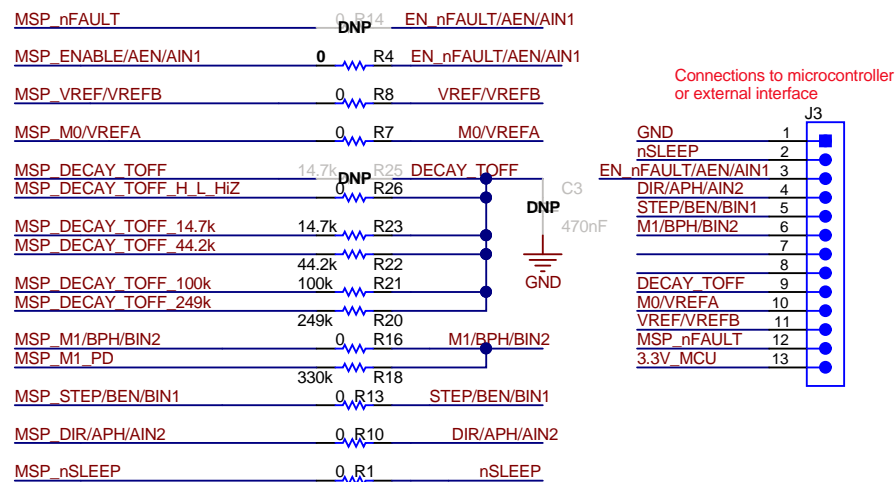 MSP_nFAULT 0 R14 DNP EN_nFAULT/AEN/AIN1
MSP_ENABLE/AEN/AIN1 0 R4 EN_nFAULT/AEN/AIN1
MSP_VREF/VREFB 0 R8 VREF/VREFB
MSP_M0/VREFA 0 R7 M0/VREFA
MSP_DECAY_TOFF 14.7k DNP R25 DECAY_TOFF
MSP_DECAY_TOFF_H_L_HiZ 0 R26
MSP_DECAY_TOFF_14.7k 14.7k R23
MSP_DECAY_TOFF_44.2k
44.2k R22
MSP_DECAY_TOFF_100k 100k R21
MSP_DECAY_TOFF_249k
249k R20
MSP_M1/BPH/BIN2 0 R16 M1/BPH/BIN2
MSP_M1_PD
330k R18
MSP_STEP/BEN/BIN1 0 R13 STEP/BEN/BIN1
MSP_DIR/APH/AIN2 0 R10 DIR/APH/AIN2
MSP_nSLEEP 0 R1 nSLEEP
C3
DNP
470nF
GND
Connections to microcontroller
or external interface
J3
GND 1
nSLEEP 2
EN_nFAULT/AEN/AIN1 3
DIR/APH/AIN2 4
STEP/BEN/BIN1 5
M1/BPH/BIN2 6
7
8
DECAY_TOFF 9
M0/VREFA 10
VREF/VREFB 11
MSP_nFAULT 12
3.3V_MCU 13